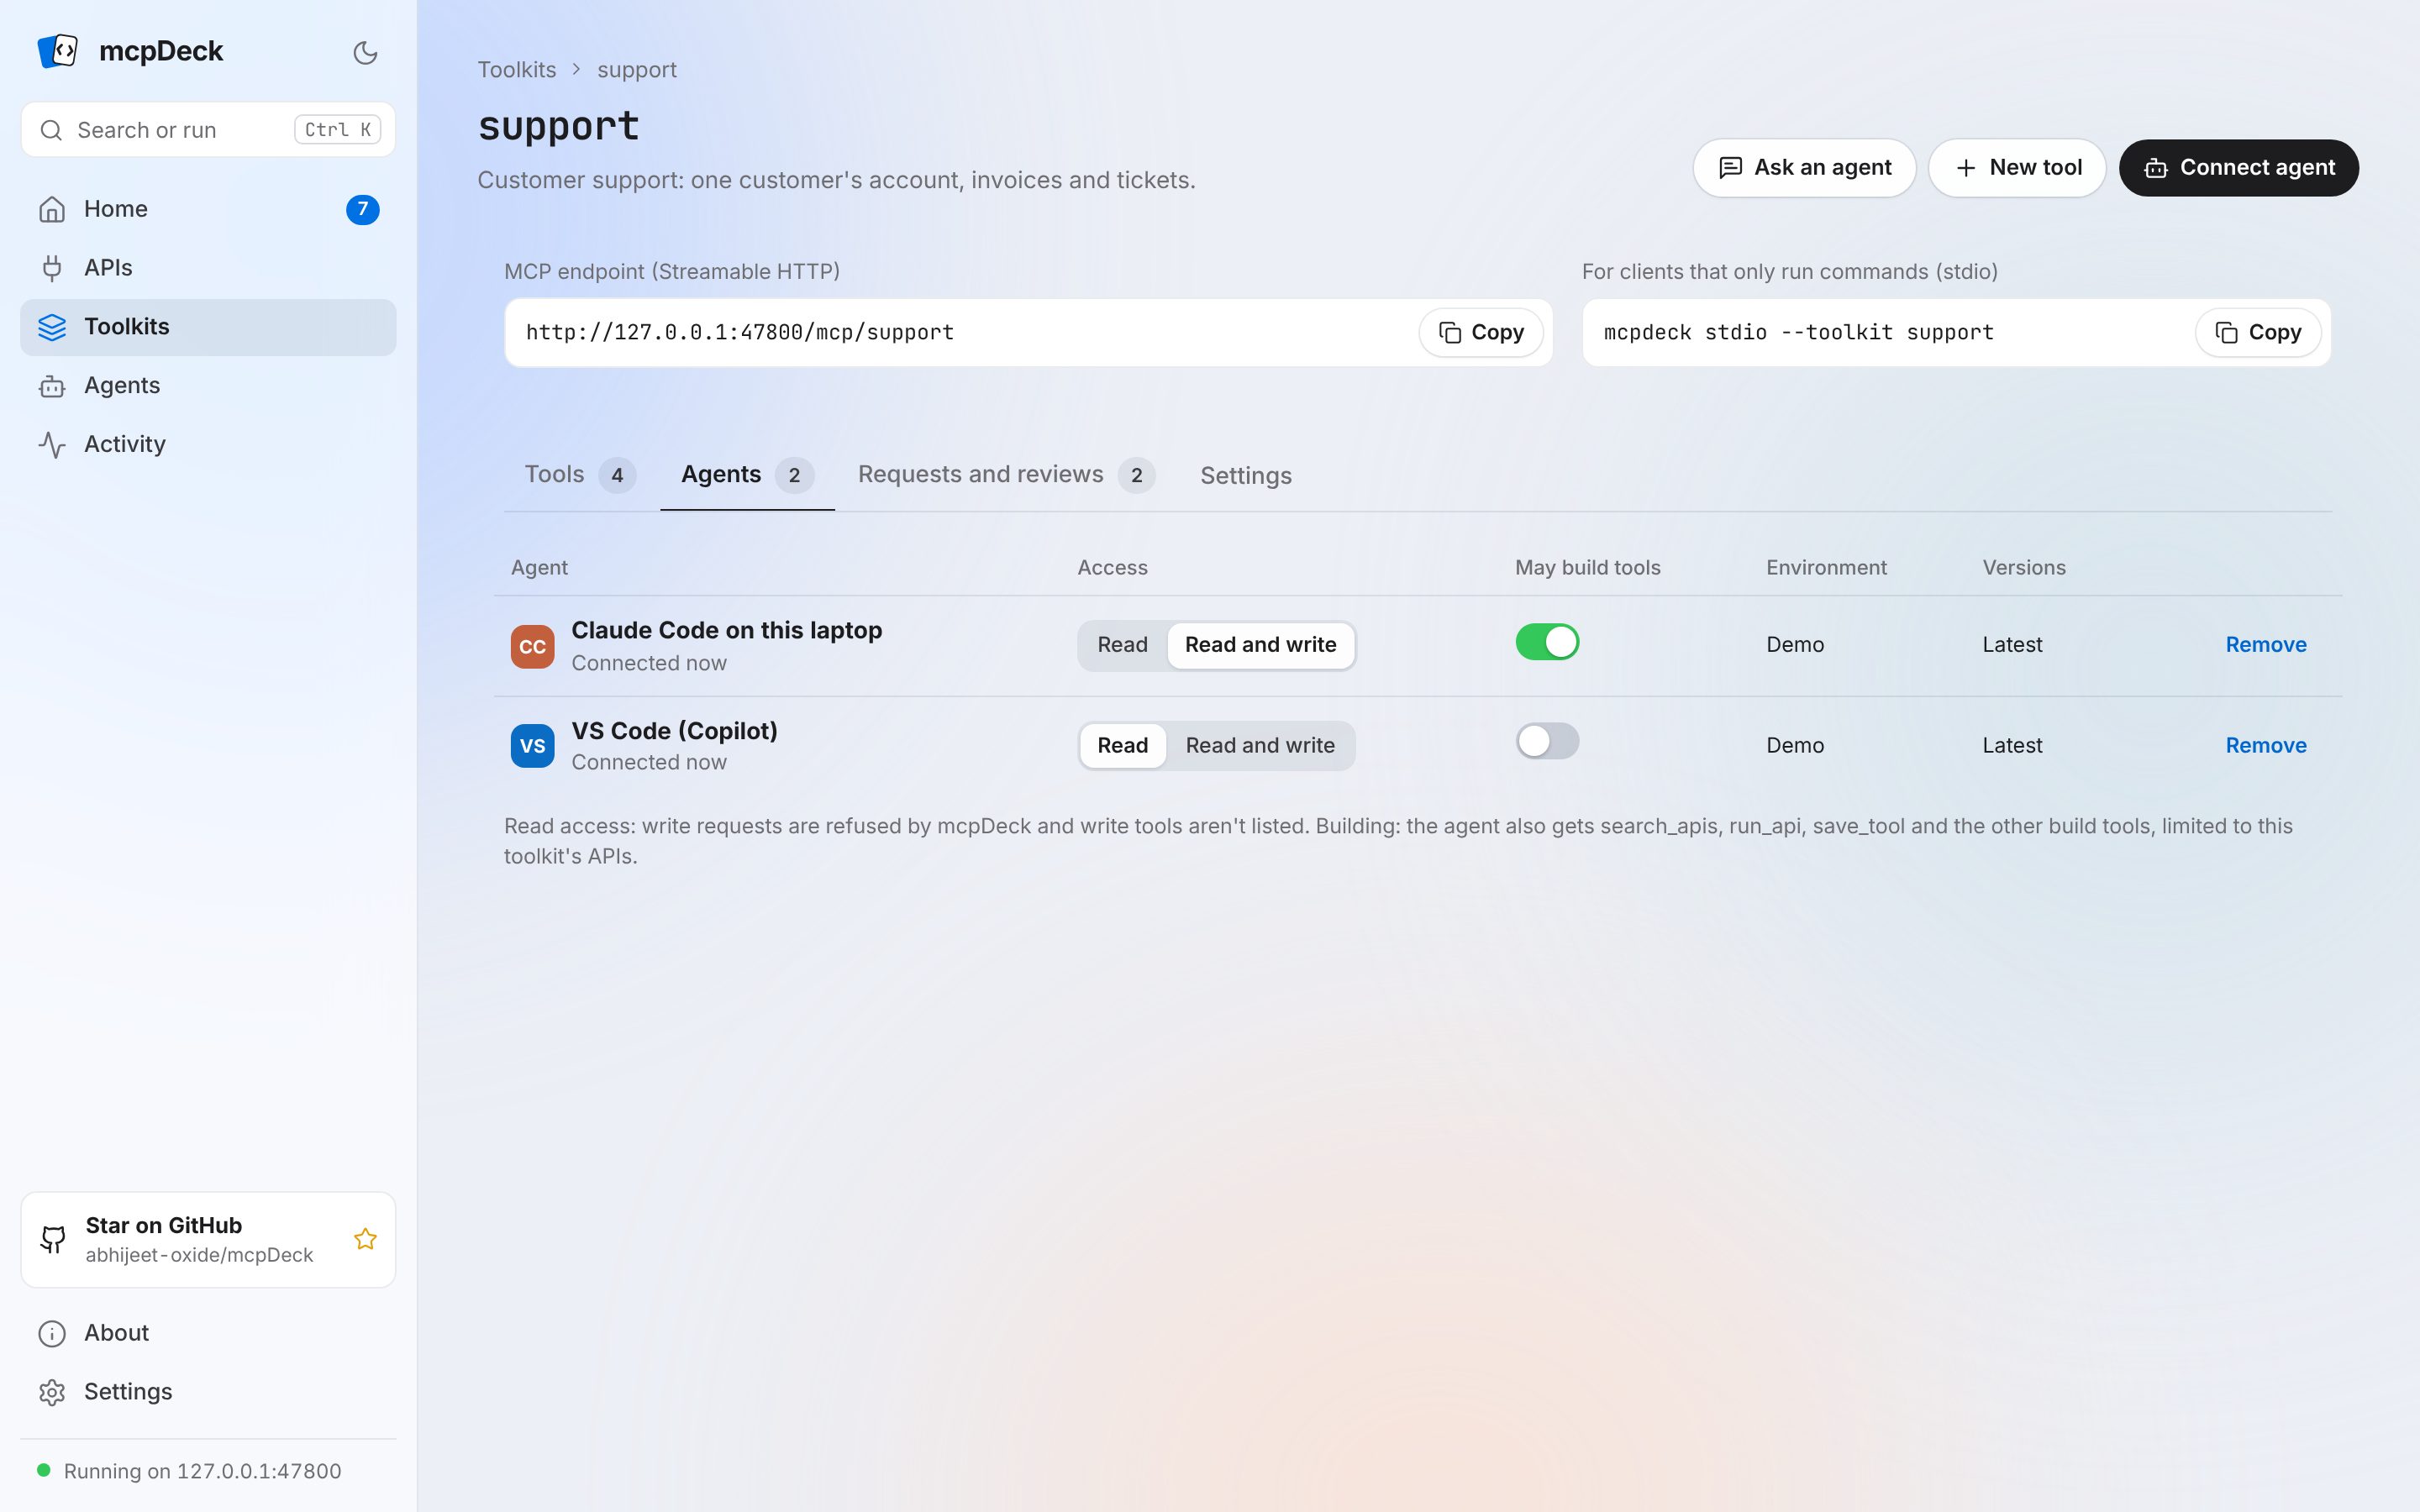 mcpDeck
Search or run
Ctrl K
Home
7
APIs
Toolkits
Agents
Activity
Star on GitHub
abhijeet-oxide/mcpDeck
About
Settings
Running on 127.0.0.1:47800
Toolkits > support
support
Customer support: one customer's account, invoices and tickets.
Ask an agent
New tool
Connect agent
MCP endpoint (Streamable HTTP)
http://127.0.0.1:47800/mcp/support
Copy
For clients that only run commands (stdio)
mcpdeck stdio --toolkit support
Copy
Tools 4
Agents 2
Requests and reviews 2
Settings
Agent Access May build tools Environment Versions
CC
Claude Code on this laptop
Connected now
Read
Read and write
Demo
Latest
Remove
VS
VS Code (Copilot)
Connected now
Read
Read and write
Demo
Latest
Remove
Read access: write requests are refused by mcpDeck and write tools aren't listed. Building: the agent also gets search_apis, run_api, save_tool and the other build tools, limited to this
toolkit's APIs.